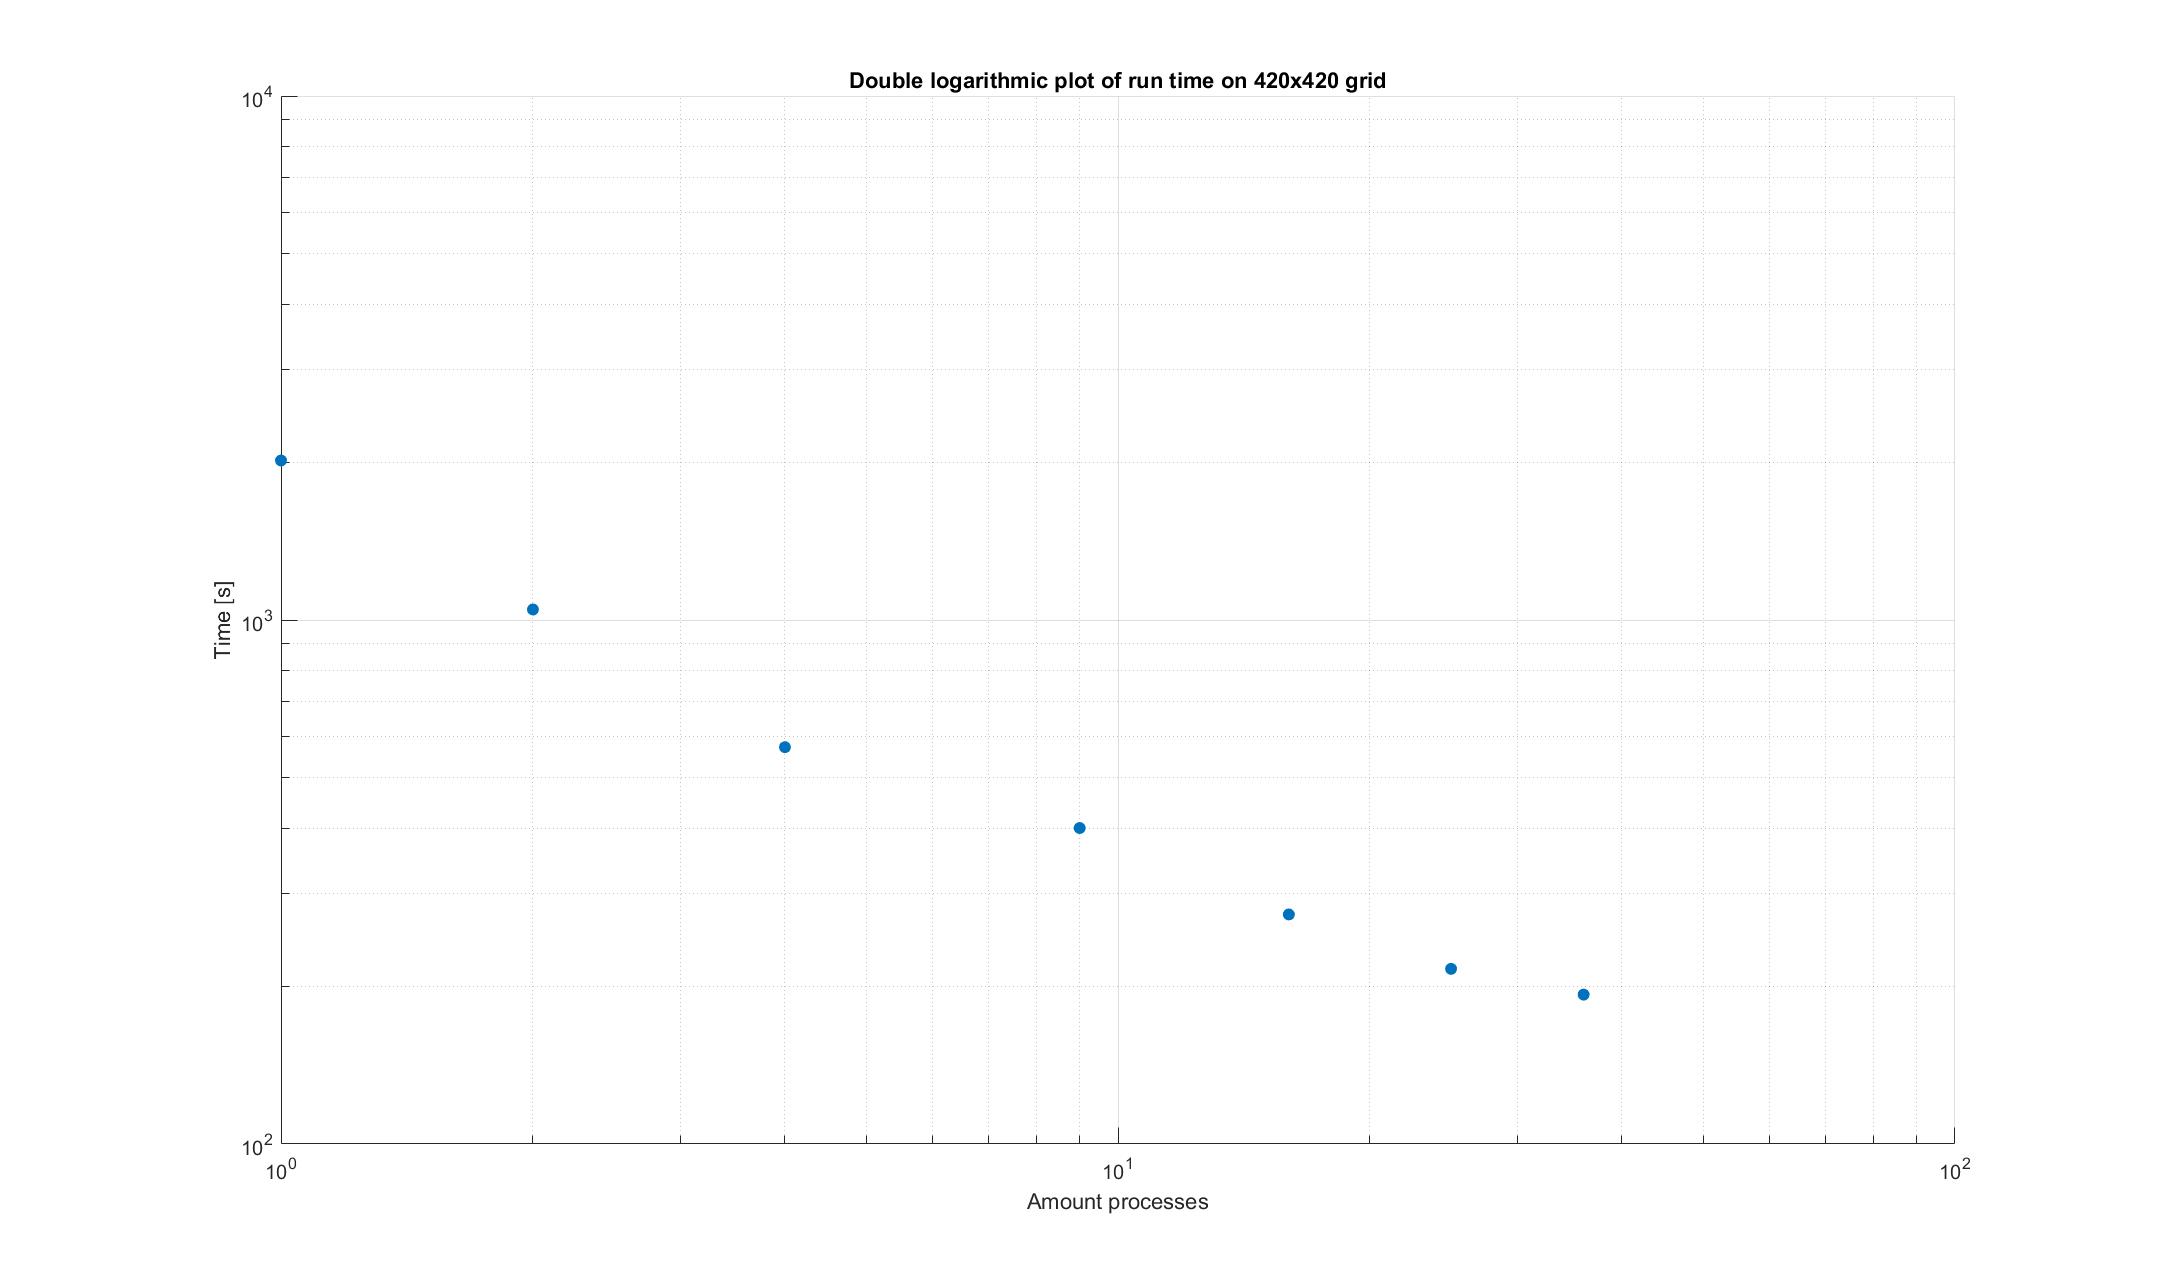 Double logarithmic plot of run time on 420x420 grid
10^4
10^3
10^2
Time [s]
10^0 10^1 10^2
Amount processes